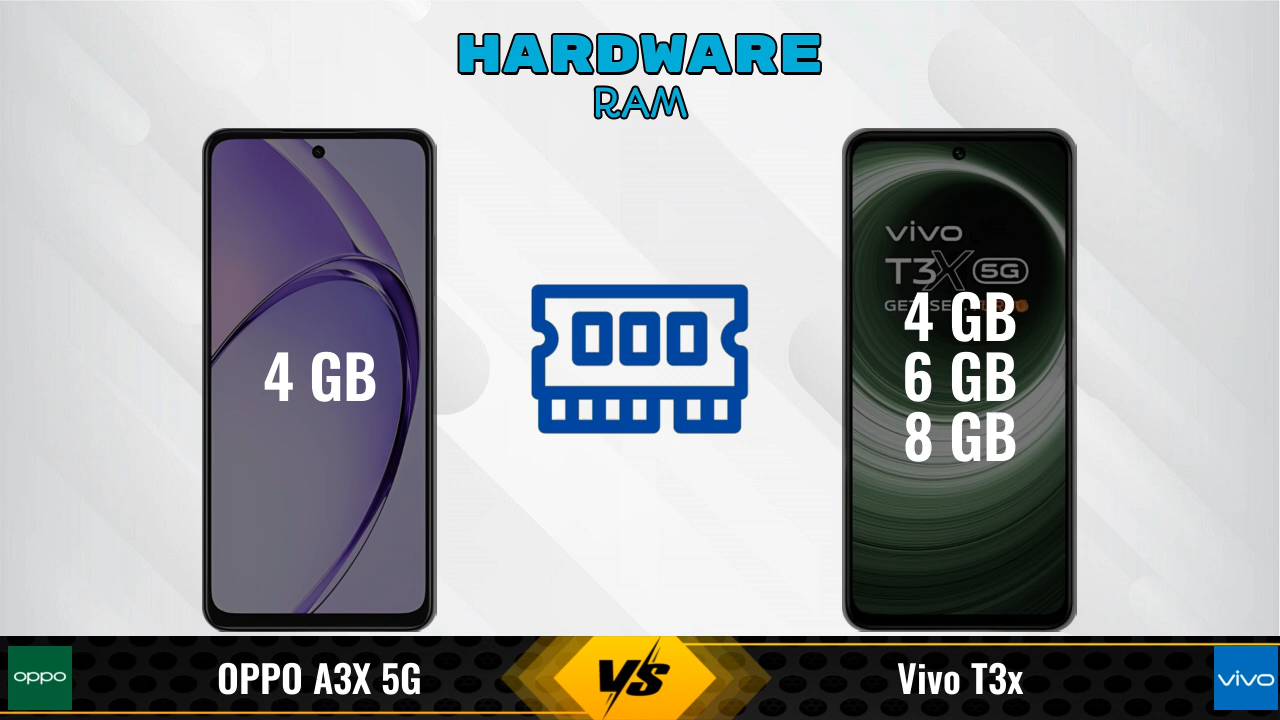 HARDWARE
RAM
vivo
T3X 5G
4 GB
4 GB
6 GB
8 GB
oppo
OPPO A3X 5G
VS
Vivo T3x
vivo